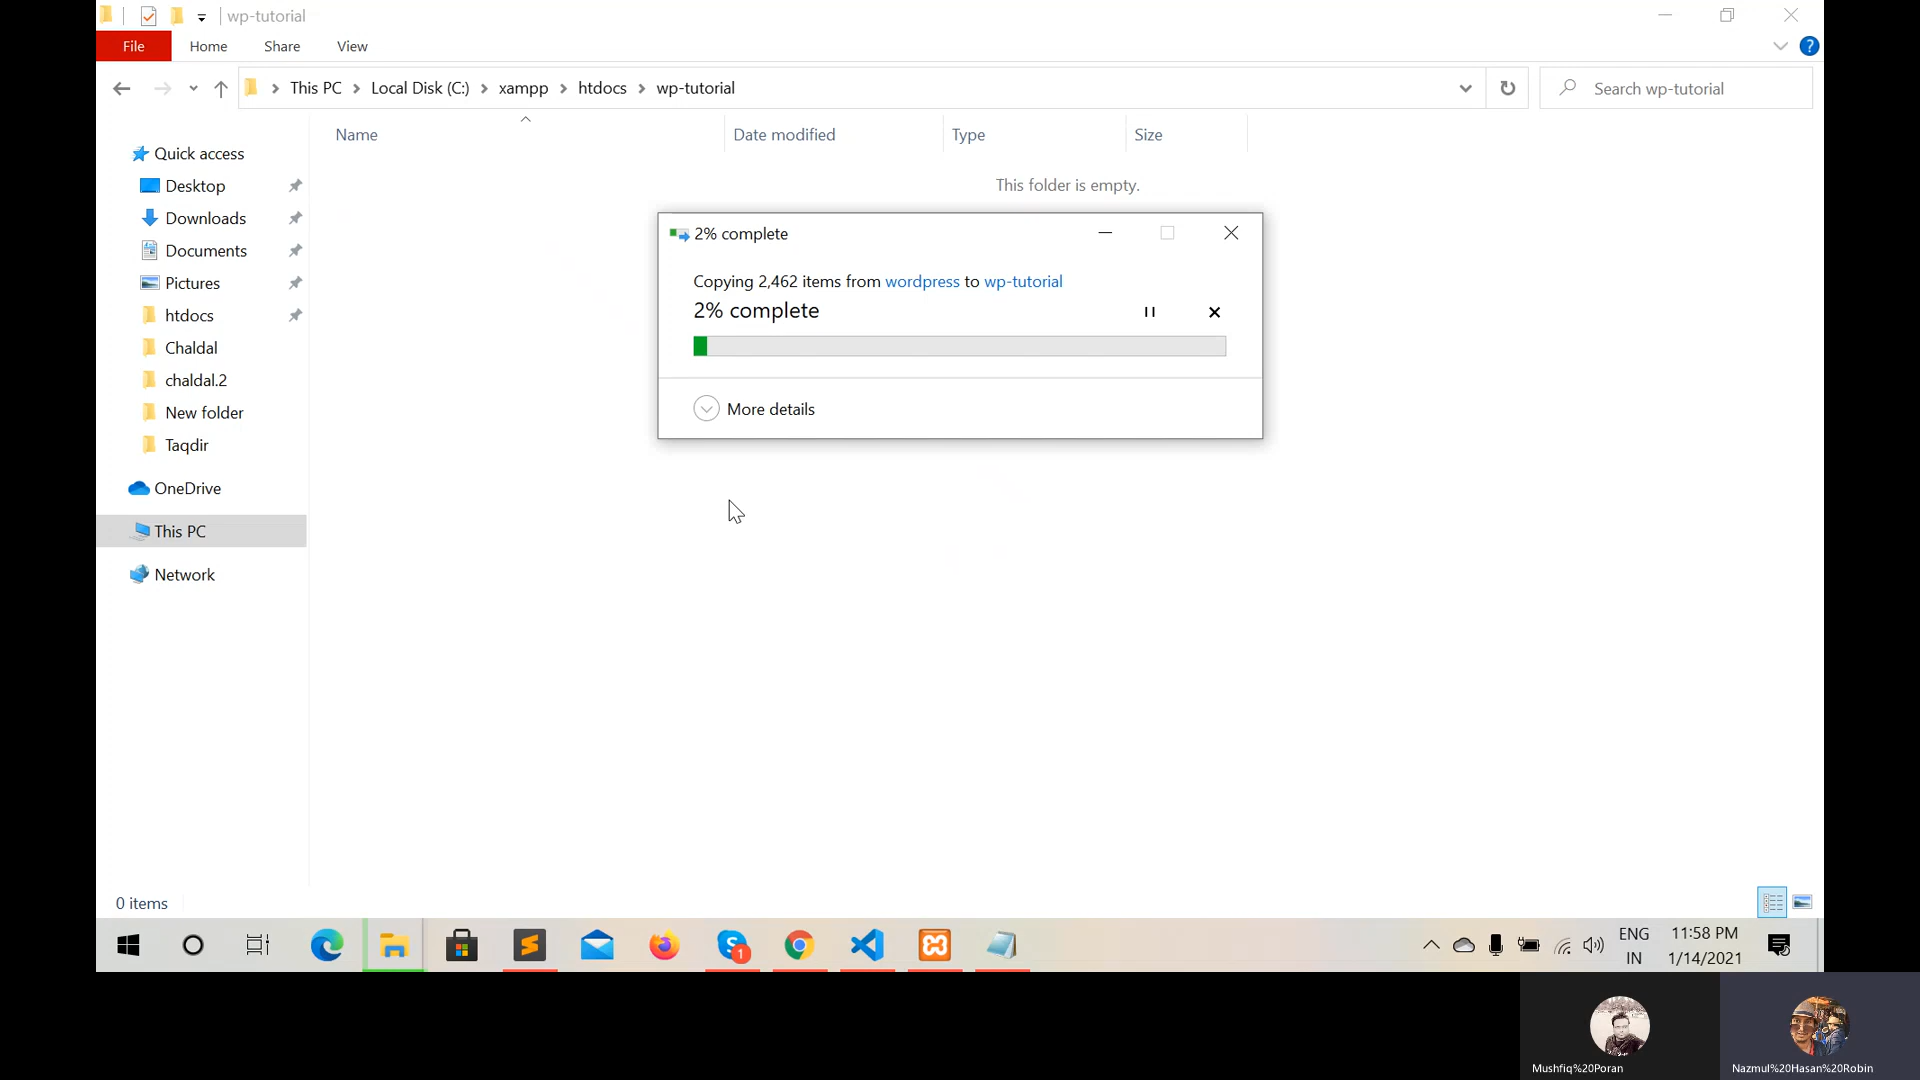 wp-tutorial
File Home Share View
This PC Local Disk (C:) xampp htdocs wp-tutorial
Search wp-tutorial
Name Date modified Type Size
This folder is empty.
Quick access
Desktop
Downloads
Documents
Pictures
htdocs
Chaldal
chaldal.2
New folder
Taqdir
OneDrive
This PC
Network
2% complete
Copying 2,462 items from wordpress to wp-tutorial
2% complete
More details
0 items
1
ENG
IN
11:58 PM
1/14/2021
Mushfiq%20Poran
Nazmul%20Hasan%20Robin